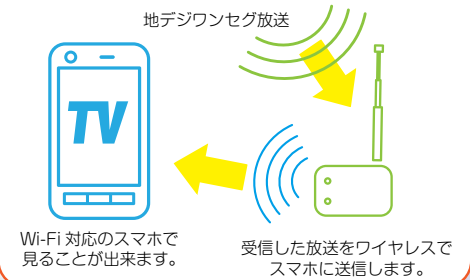 地デジワンセグ放送
TV
Wi-Fi 対応のスマホで
見ることが出来ます。
受信した放送をワイヤレスで
スマホに送信します。